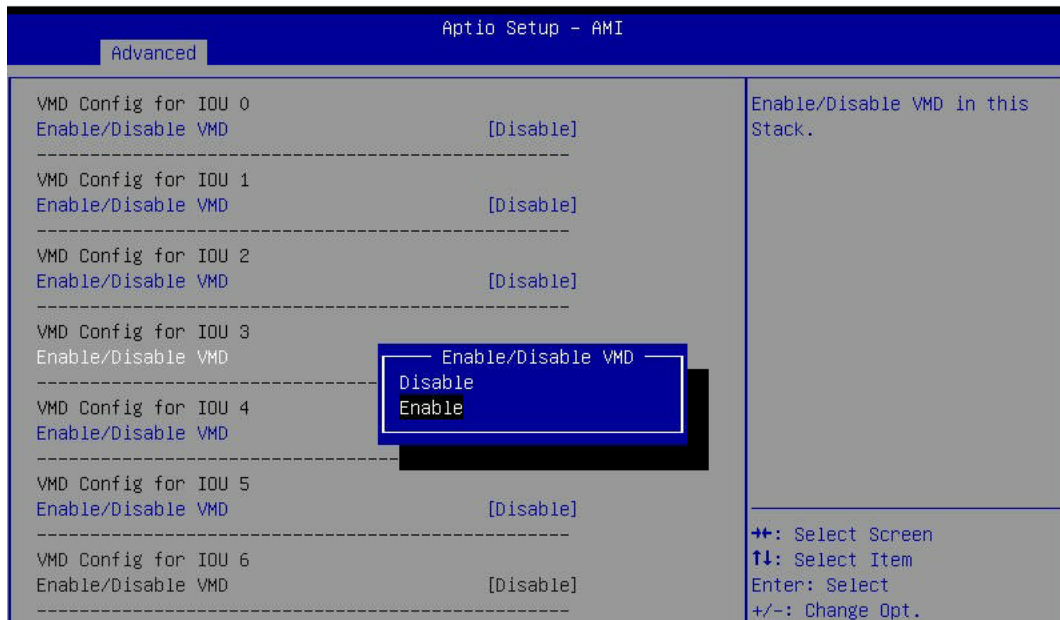 Aptio Setup – AMI
Advanced
VMD Config for IOU 0
Enable/Disable VMD [Disable]
VMD Config for IOU 1
Enable/Disable VMD [Disable]
VMD Config for IOU 2
Enable/Disable VMD [Disable]
VMD Config for IOU 3
Enable/Disable VMD
VMD Config for IOU 4
Enable/Disable VMD
VMD Config for IOU 5
Enable/Disable VMD [Disable]
VMD Config for IOU 6
Enable/Disable VMD [Disable]
Enable/Disable VMD
Disable
Enable
Enable/Disable VMD in this
Stack.
→←: Select Screen
↑↓: Select Item
Enter: Select
+/-: Change Opt.